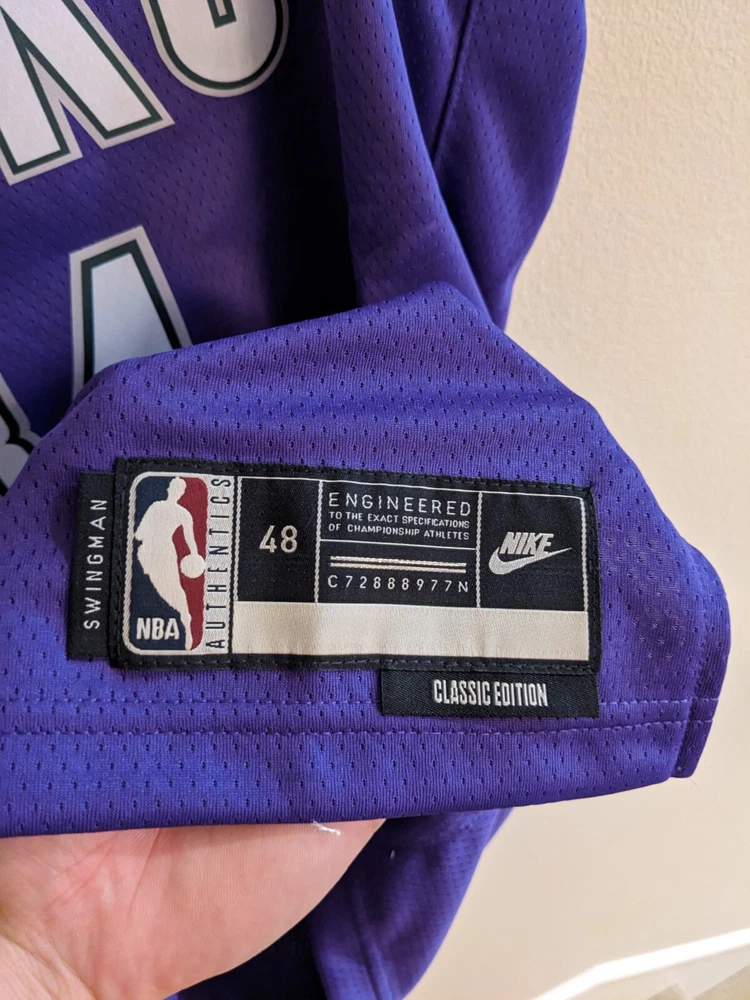 SWINGMAN
NBA
AUTHENTICS
48
ENGINEERED
TO THE EXACT SPECIFICATIONS
OF CHAMPIONSHIP ATHLETES
C72888977N
NIKE
CLASSIC EDITION